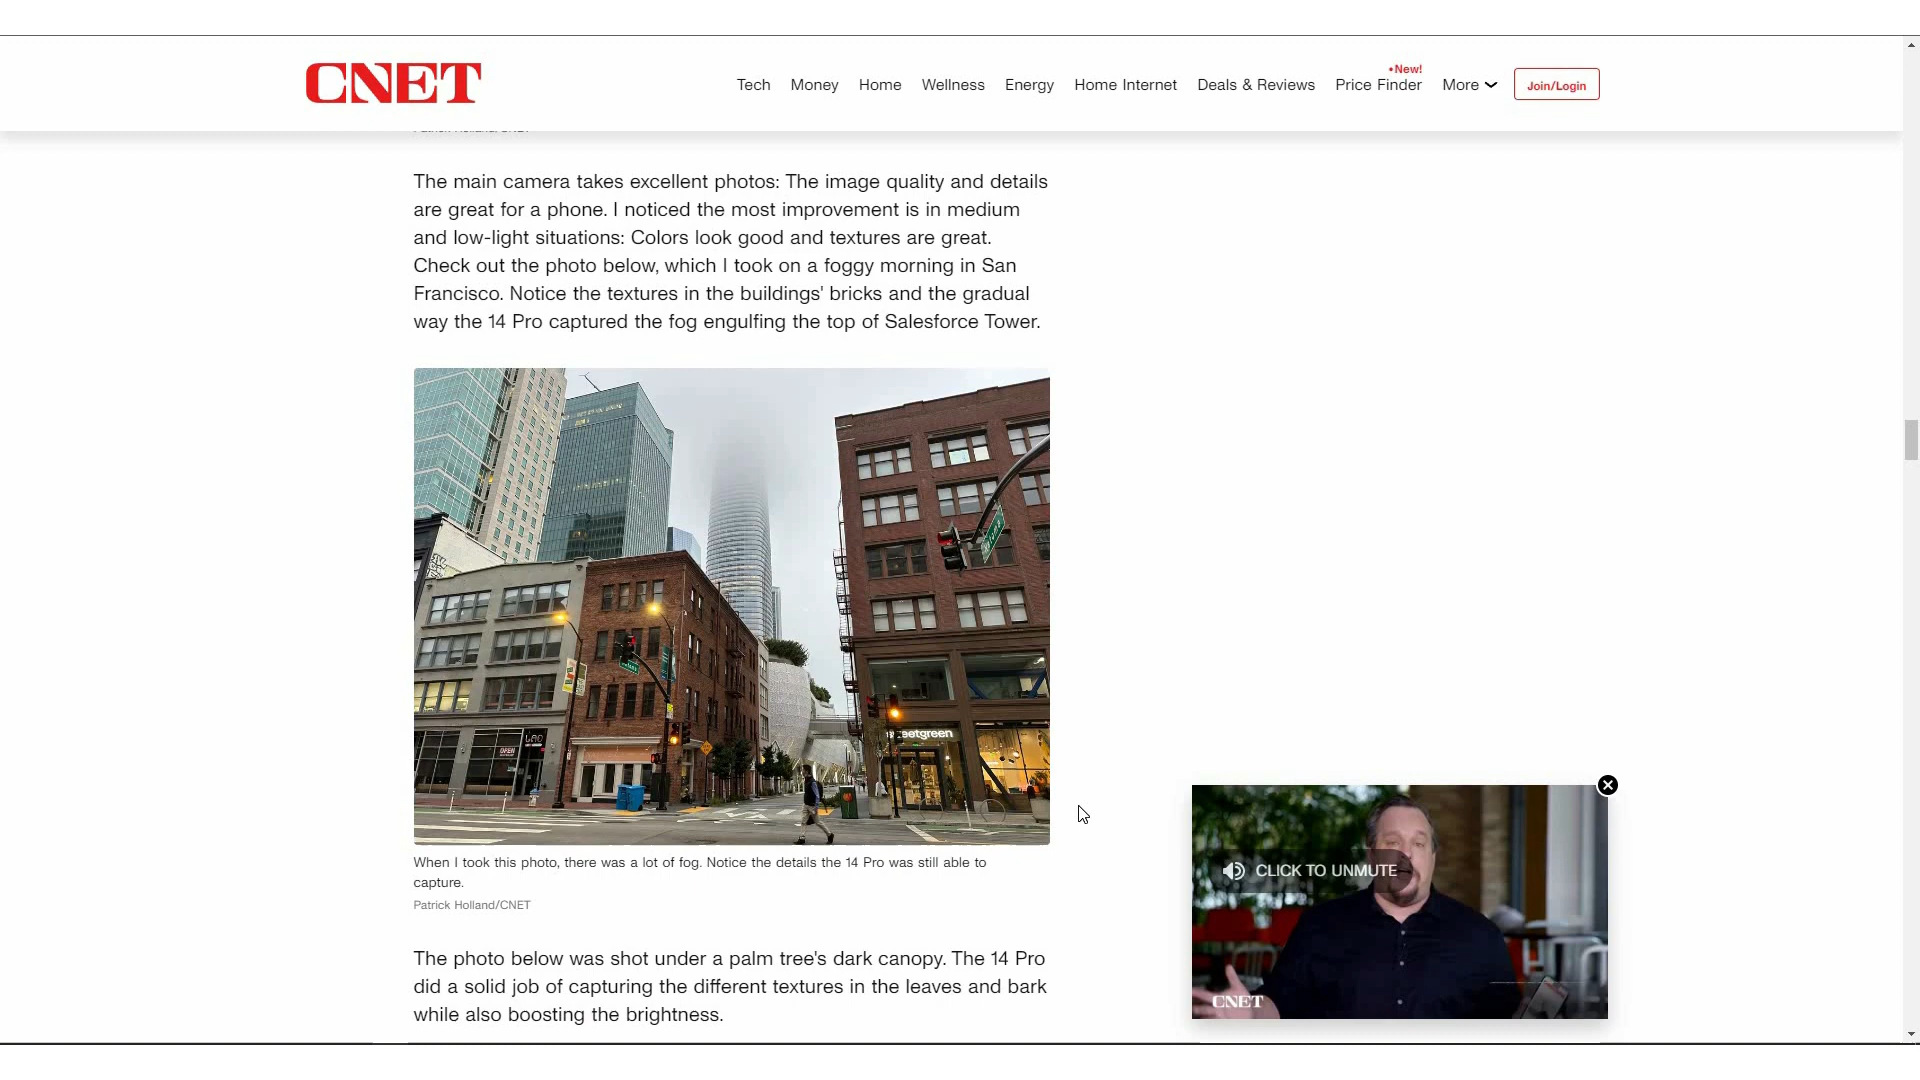 CNET
Tech Money Home Wellness Energy Home Internet Deals & Reviews Price Finder •New! More Join/Login
The main camera takes excellent photos: The image quality and details
are great for a phone. I noticed the most improvement is in medium
and low-light situations: Colors look good and textures are great.
Check out the photo below, which I took on a foggy morning in San
Francisco. Notice the textures in the buildings' bricks and the gradual
way the 14 Pro captured the fog engulfing the top of Salesforce Tower.
OPEN
sweetgreen
When I took this photo, there was a lot of fog. Notice the details the 14 Pro was still able to
capture.
Patrick Holland/CNET
The photo below was shot under a palm tree's dark canopy. The 14 Pro
did a solid job of capturing the different textures in the leaves and bark
while also boosting the brightness.
CLICK TO UNMUTE
CNET